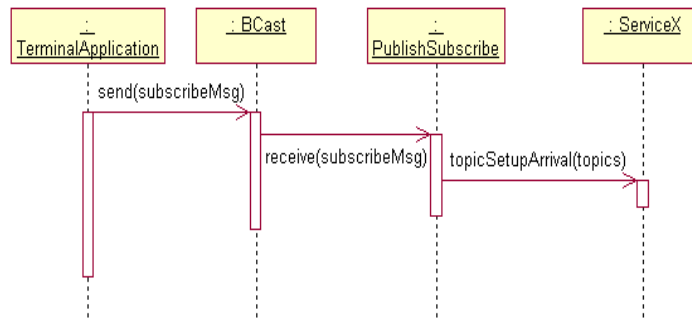 :
TerminalApplication
: BCast
:
PublishSubscribe
: ServiceX
send(subscribeMsg)
receive(subscribeMsg)
topicSetupArrival(topics)